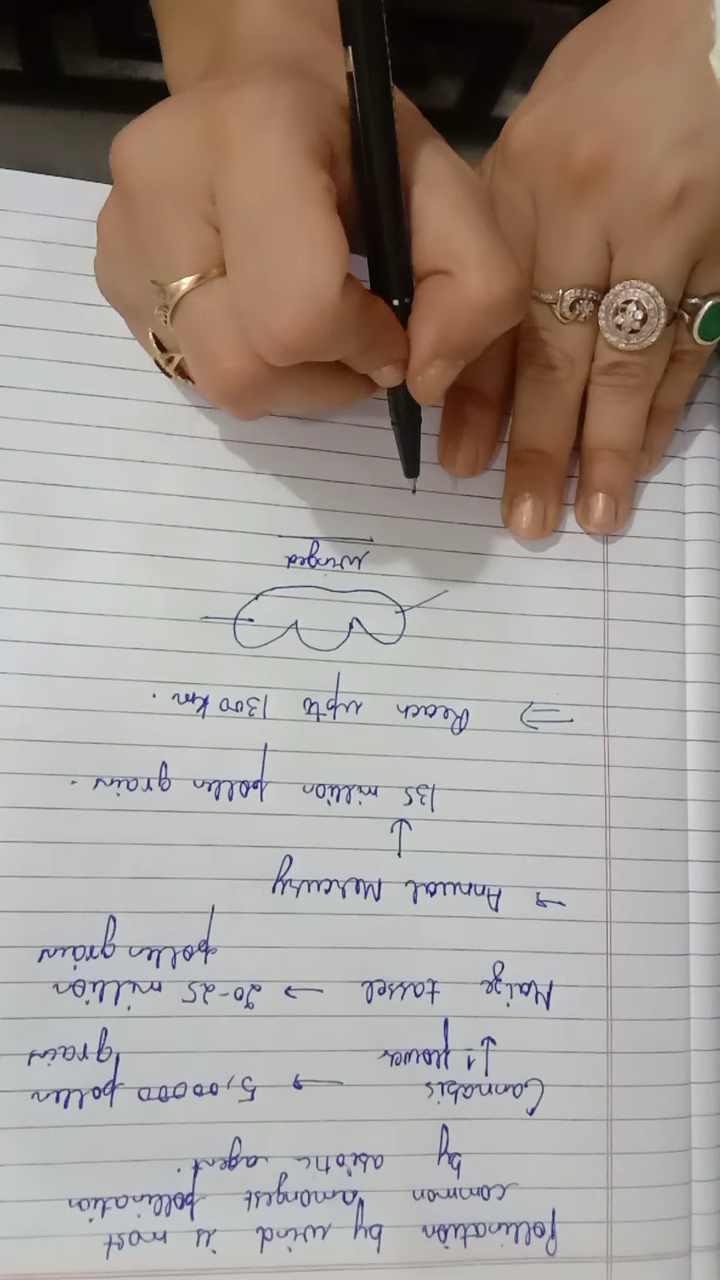 Pollination by wind is most
common amongest pollination
by abiotic agent.
Cannabis → 5,00000 pollen
↓ 1 flower grain
Maize tassel → 20-25 million
pollen grain
→ Annual Mercury
↓
135 million pollen grain.
⇒ Reach upto 1300 km.
winged